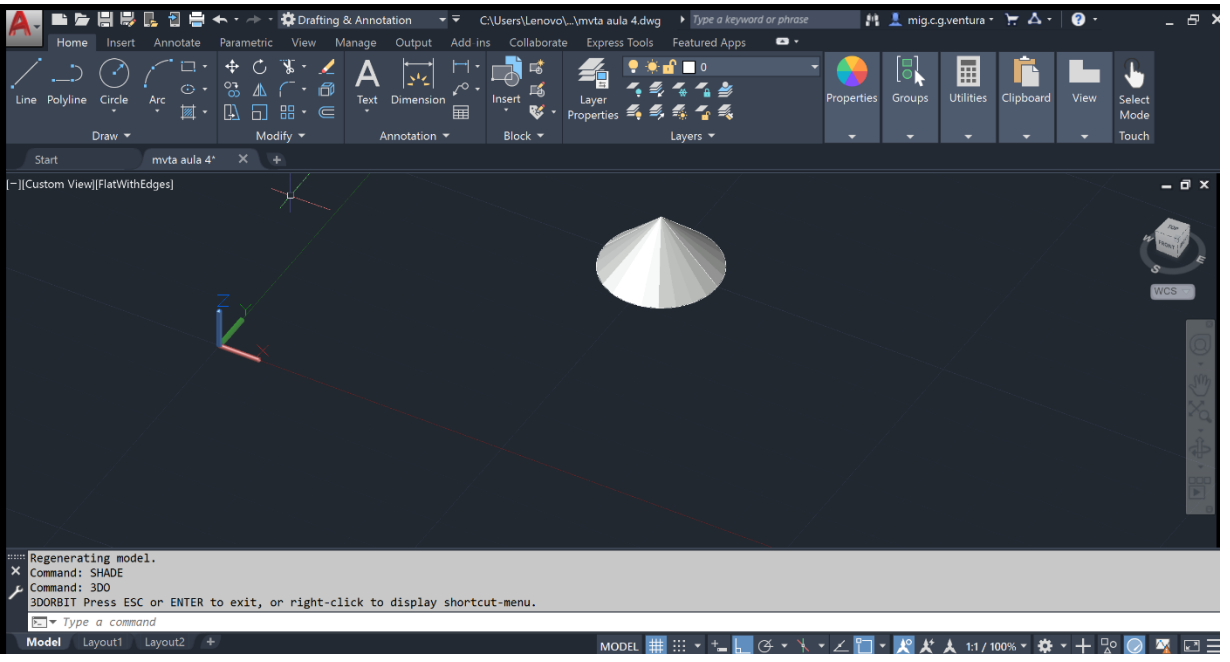 A Drafting & Annotation C:\Users\Lenovo\...\mvta aula 4.dwg Type a keyword or phrase mig.c.g.ventura ?
Home Insert Annotate Parametric View Manage Output Add ins Collaborate Express Tools Featured Apps
0
Line Polyline Circle Arc A Text Dimension Insert Layer Properties Properties Groups Utilities Clipboard View Select Mode
Draw Modify Annotation Block Layers Touch
Start mvta aula 4* +
[−][Custom View][FlatWithEdges]
TOP
FRONT
W
S
E
WCS
Z
Y
X
Regenerating model.
Command: SHADE
Command: 3DO
3DORBIT Press ESC or ENTER to exit, or right-click to display shortcut-menu.
Type a command
Model Layout1 Layout2 + MODEL 1:1 / 100%